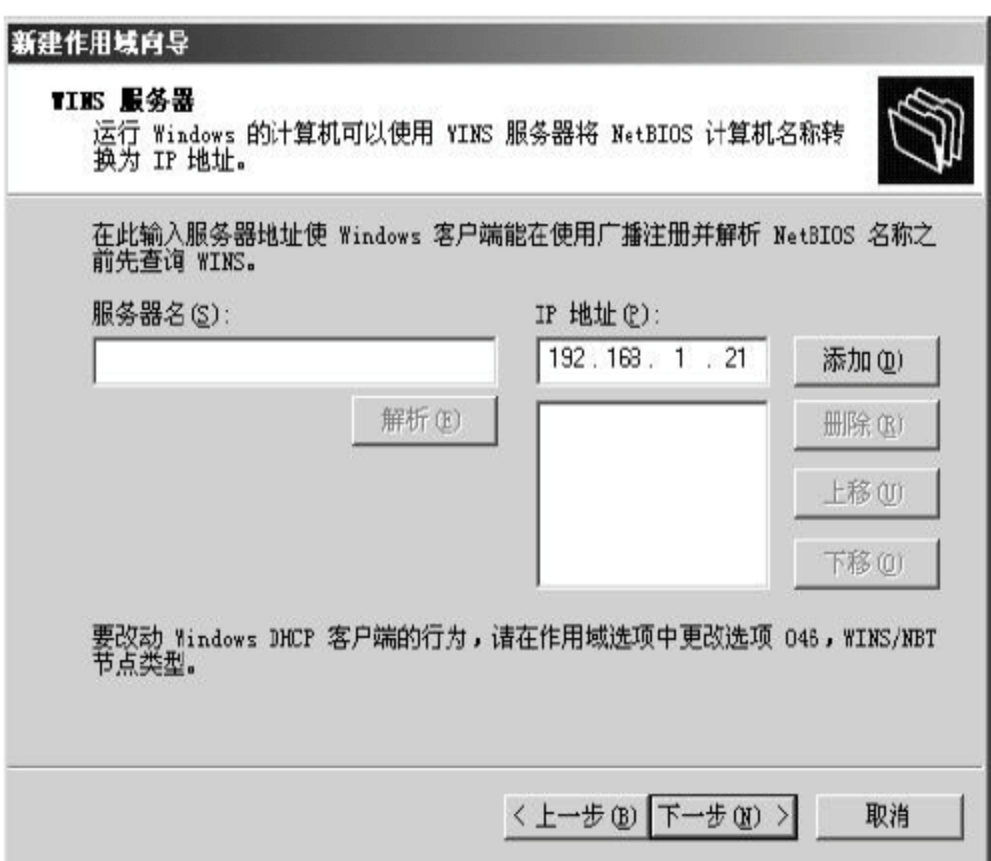 新建作用域向导
WINS 服务器
运行 Windows 的计算机可以使用 WINS 服务器将 NetBIOS 计算机名称转
换为 IP 地址。
在此输入服务器地址使 Windows 客户端能在使用广播注册并解析 NetBIOS 名称之
前先查询 WINS。
服务器名(S):
IP 地址(P):
192 . 168 . 1 . 21
添加(D)
解析(E)
删除(R)
上移(U)
下移(O)
要改动 Windows DHCP 客户端的行为，请在作用域选项中更改选项 046，WINS/NBT
节点类型。
< 上一步(B)
下一步(N) >
取消